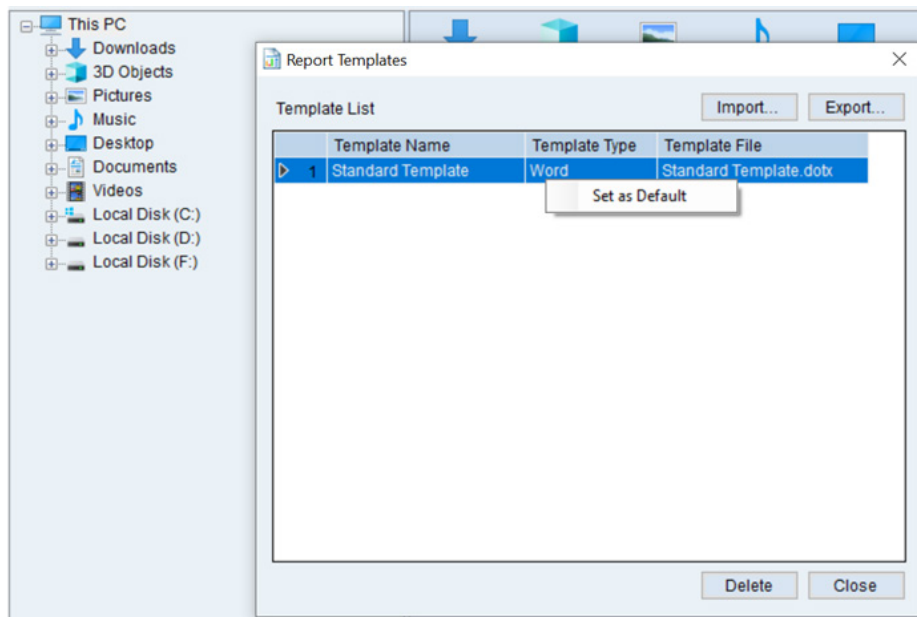 This PC
Downloads
3D Objects
Pictures
Music
Desktop
Documents
Videos
Local Disk (C:)
Local Disk (D:)
Local Disk (F:)
Report Templates
Template List
Import...
Export...
Template Name Template Type Template File
1 Standard Template Word Standard Template.dotx
Set as Default
Delete
Close